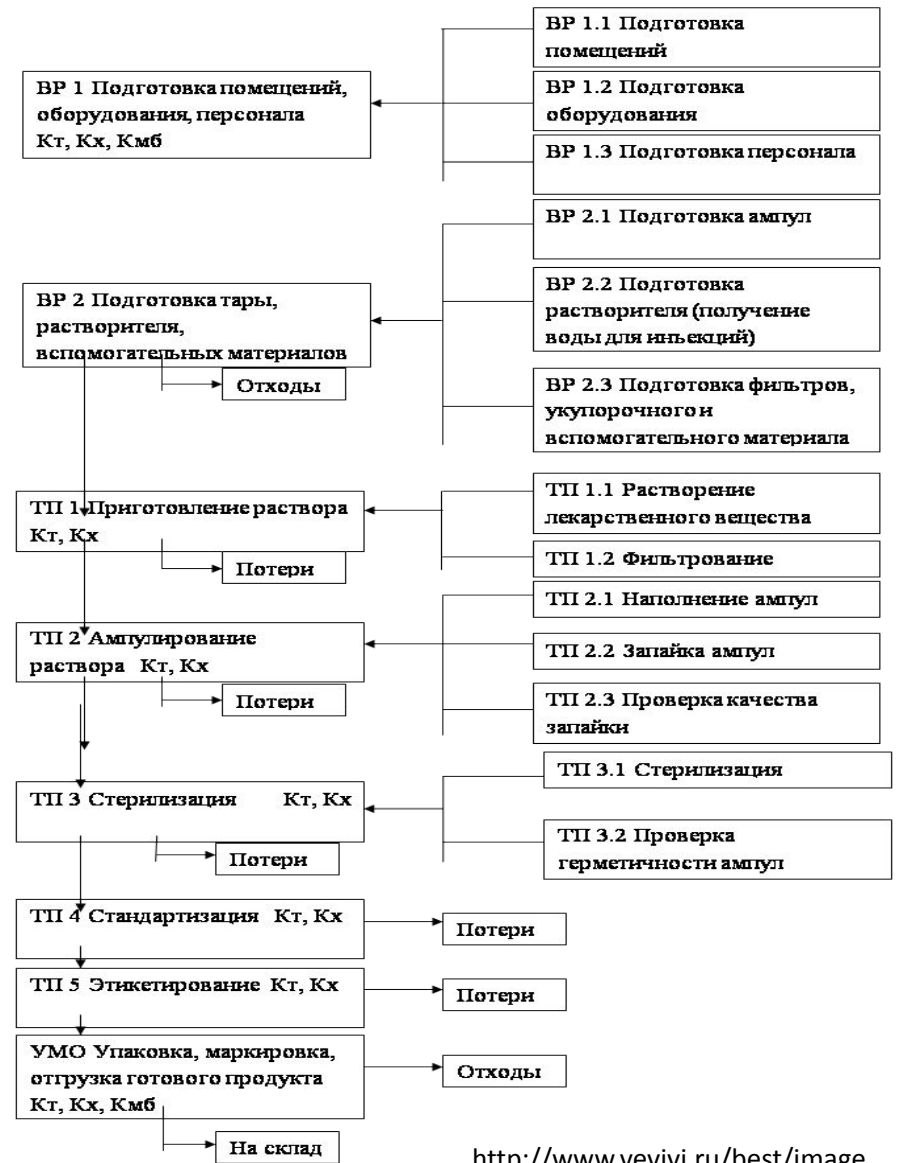 ВР 1.1 Подготовка
помещений
ВР 1 Подготовка помещений,
оборудования, персонала
Кт, Кх, Кмб
ВР 1.2 Подготовка
оборудования
ВР 1.3 Подготовка персонала
ВР 2.1 Подготовка ампул
ВР 2 Подготовка тары,
растворителя,
вспомогательных материалов
Отходы
ВР 2.2 Подготовка
растворителя (получение
воды для инъекций)
ВР 2.3 Подготовка фильтров,
укупорочного и
вспомогательного материала
ТП 1 Приготовление раствора
Кт, Кх
Потери
ТП 1.1 Растворение
лекарственного вещества
ТП 1.2 Фильтрование
ТП 2.1 Наполнение ампул
ТП 2 Ампулирование
раствора Кт, Кх
Потери
ТП 2.2 Запайка ампул
ТП 2.3 Проверка качества
запайки
ТП 3.1 Стерилизация
ТП 3 Стерилизация Кт, Кх
Потери
ТП 3.2 Проверка
герметичности ампул
ТП 4 Стандартизация Кт, Кх
Потери
ТП 5 Этикетирование Кт, Кх
Потери
УМО Упаковка, маркировка,
отгрузка готового продукта
Кт, Кх, Кмб
Отходы
На склад
http://www.vevivi.ru/best/image